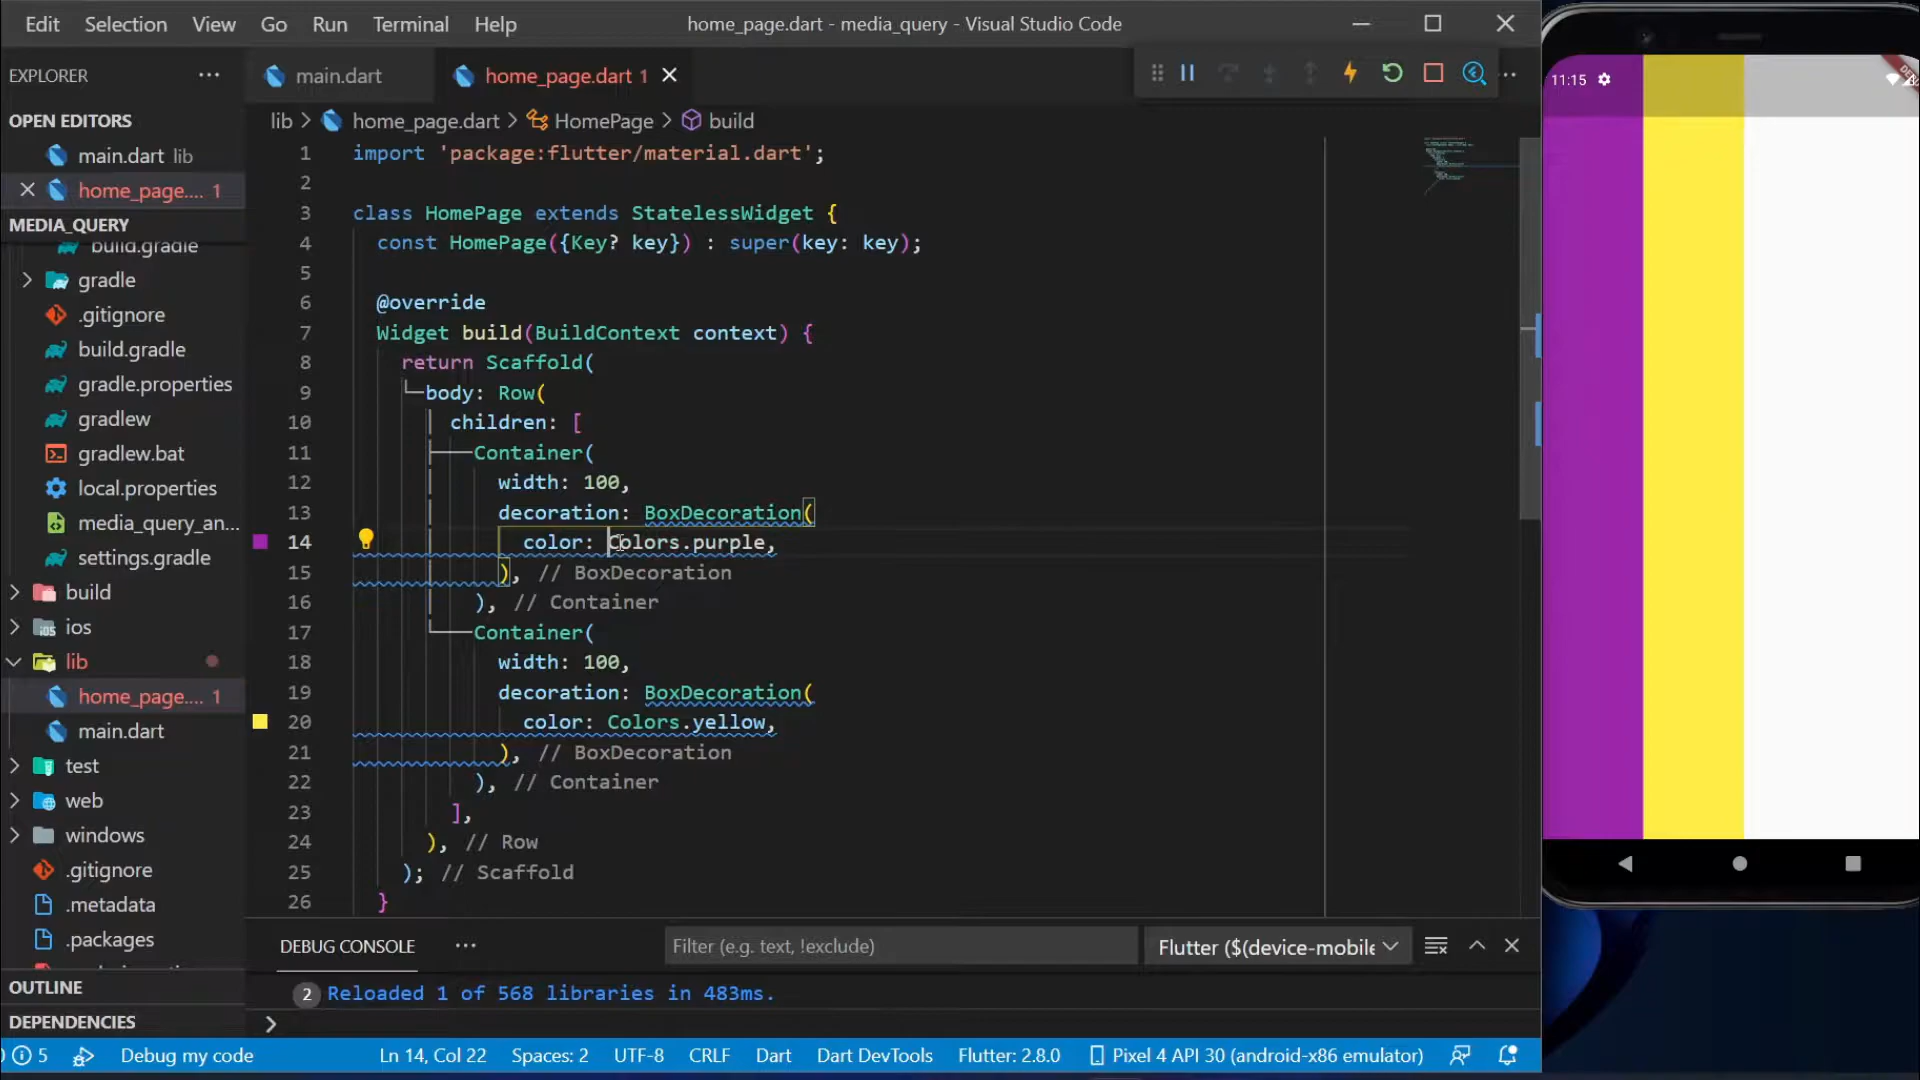 Edit Selection View Go Run Terminal Help
home_page.dart - media_query - Visual Studio Code
EXPLORER
main.dart
home_page.dart 1
OPEN EDITORS
main.dart lib
home_page.... 1
MEDIA_QUERY
build.gradle
gradle
.gitignore
build.gradle
gradle.properties
gradlew
gradlew.bat
local.properties
media_query_an...
settings.gradle
build
ios
lib
home_page.... 1
main.dart
test
web
windows
.gitignore
.metadata
.packages
OUTLINE
DEPENDENCIES
lib > home_page.dart > HomePage > build
1 import 'package:flutter/material.dart';
2
3 class HomePage extends StatelessWidget {
4 const HomePage({Key? key}) : super(key: key);
5
6 @override
7 Widget build(BuildContext context) {
8 return Scaffold(
9 body: Row(
10 children: [
11 Container(
12 width: 100,
13 decoration: BoxDecoration(
14 color: Colors.purple,
15 ), // BoxDecoration
16 ), // Container
17 Container(
18 width: 100,
19 decoration: BoxDecoration(
20 color: Colors.yellow,
21 ), // BoxDecoration
22 ), // Container
23 ],
24 ), // Row
25 ); // Scaffold
26 }
DEBUG CONSOLE
Filter (e.g. text, !exclude)
Flutter ($(device-mobile
2 Reloaded 1 of 568 libraries in 483ms.
>
5 Debug my code Ln 14, Col 22 Spaces: 2 UTF-8 CRLF Dart Dart DevTools Flutter: 2.8.0 Pixel 4 API 30 (android-x86 emulator)
11:15